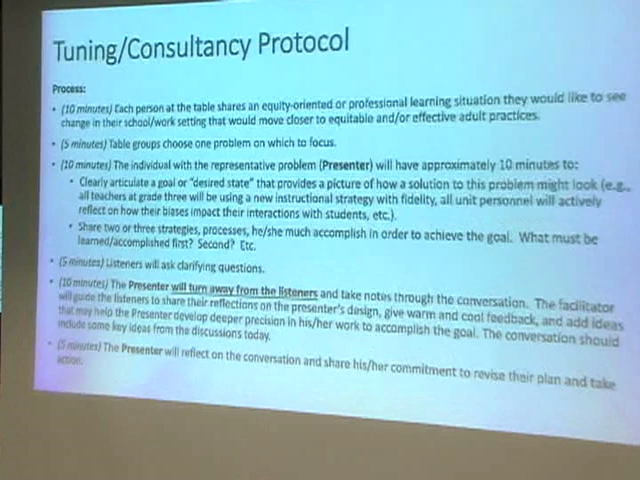 Tuning/Consultancy Protocol
Process:
• (10 minutes) Each person at the table shares an equity-oriented or professional learning situation they would like to see
change in their school/work setting that would move closer to equitable and/or effective adult practices.
• (5 minutes) Table groups choose one problem on which to focus.
• (10 minutes) The individual with the representative problem (Presenter) will have approximately 10 minutes to:
• Clearly articulate a goal or "desired state" that provides a picture of how a solution to this problem might look (e.g.,
all teachers at grade three will be using a new instructional strategy with fidelity, all unit personnel will actively
reflect on how their biases impact their interactions with students, etc.).
• Share two or three strategies, processes, he/she much accomplish in order to achieve the goal. What must be
learned/accomplished first? Second? Etc.
• (5 minute) Listeners will ask clarifying questions.
• (10 minute) The Presenter will turn away from the listeners and take notes through the conversation. The facilitator
will guide the listeners to share their reflections on the presenter's design, give warm and cool feedback, and add ideas
that may help the Presenter develop deeper precision in his/her work to accomplish the goal. The conversation should
include some key ideas from the discussions today.
• (5 minute) The Presenter will reflect on the conversation and share his/her commitment to revise their plan and take
action.